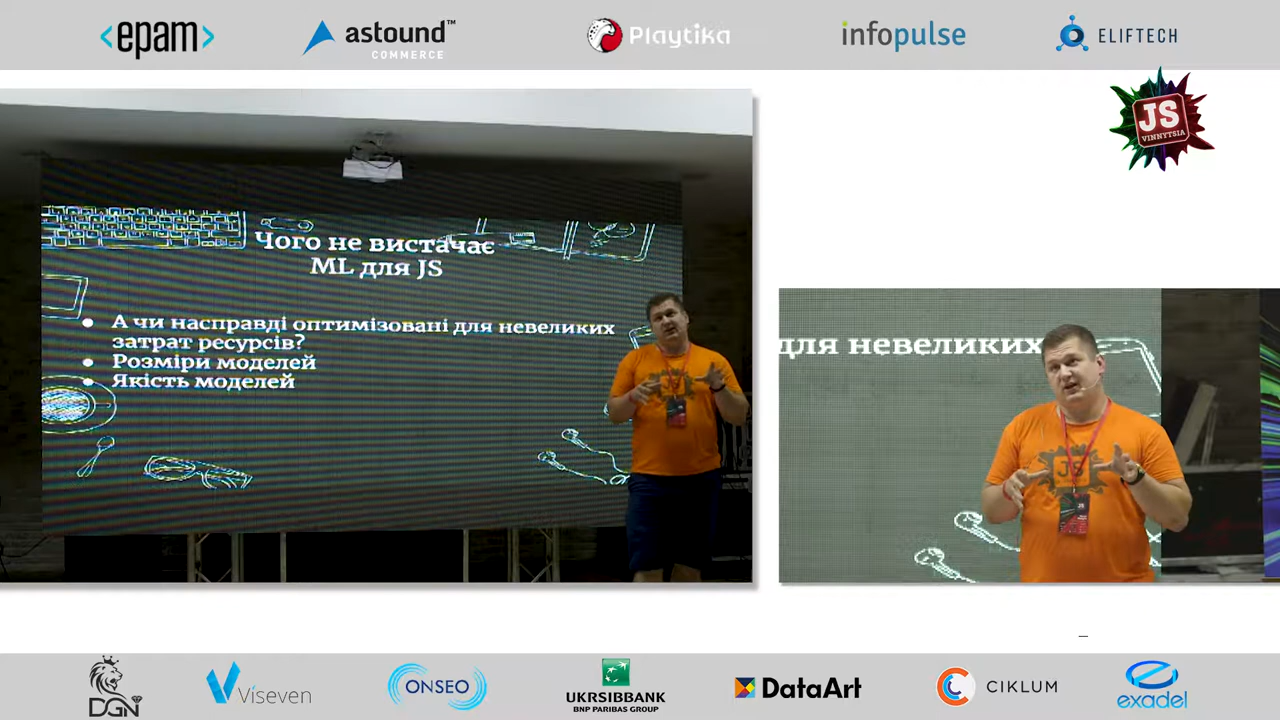 <epam>
astound™
COMMERCE
Playtika
infopulse
ELIFTECH
JS
VINNYTSIA
Чого не вистачає
ML для JS
А чи насправді оптимізовані для невеликих
затрат ресурсів?
Розміри моделей
Якість моделей
для невеликих
JS
DGN
Viseven
ONSEO
UKRSIBBANK
BNP PARIBAS GROUP
DataArt
CIKLUM
exadel